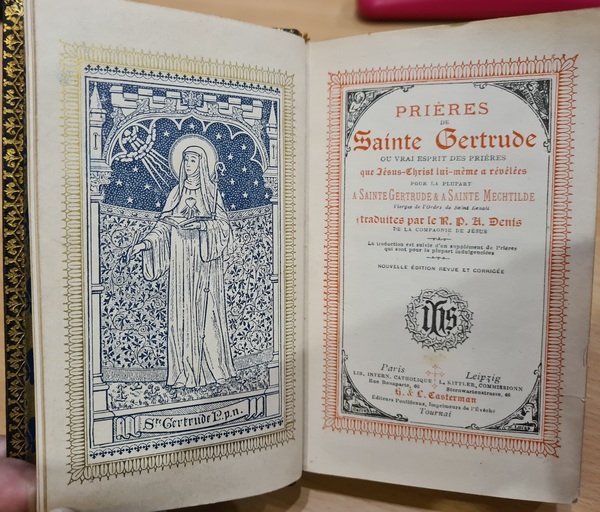 Ste Gertrude P.p.n.
PRIÈRES
DE
Sainte Gertrude
OU VRAI ESPRIT DES PRIÈRES
que Jésus-Christ lui-même a révélées
POUR LA PLUPART
A SAINTE GERTRUDE & A SAINTE MECHTILDE
Vierges de l'Ordre de Saint Benoît
traduites par le R. P. A. Denis
DE LA COMPAGNIE DE JÉSUS
La traduction est suivie d'un supplément de Prières
qui sont pour la plupart indulgenciées
NOUVELLE ÉDITION REVUE ET CORRIGÉE
IHS
Paris
LIB. INTERN. CATHOLIQUE
Rue Bonaparte, 66
Leipzig
L. KITTLER, COMMISSIONN
Sternwartenstrasse, 46
H. & L. Casterman
Éditeurs Pontificaux, Imprimeurs de l'Évêché
Tournai